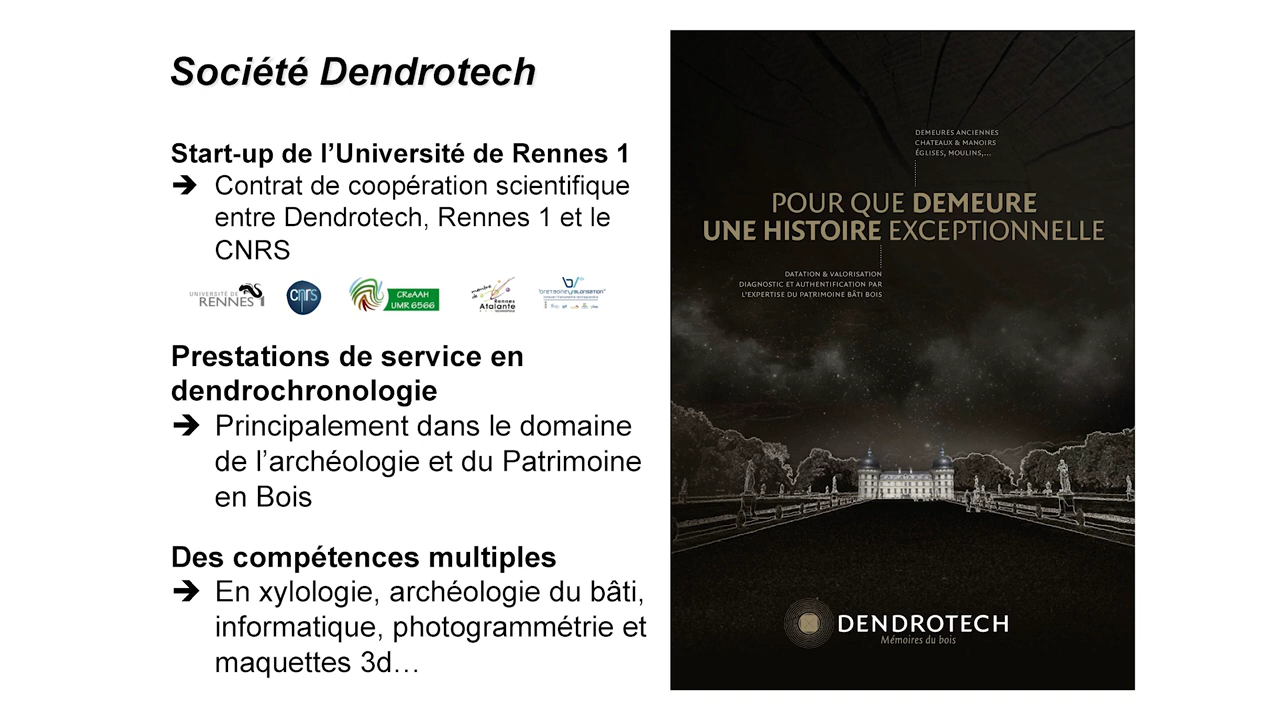 Société Dendrotech
Start-up de l’Université de Rennes 1
➔ Contrat de coopération scientifique
entre Dendrotech, Rennes 1 et le
CNRS
UNIVERSITÉ DE
RENNES 1
cnrs
CReAAH
UMR 6566
membre de
Rennes
Atalante
Prestations de service en
dendrochronologie
➔ Principalement dans le domaine
de l’archéologie et du Patrimoine
en Bois
Des compétences multiples
➔ En xylologie, archéologie du bâti,
informatique, photogrammétrie et
maquettes 3d…
DEMEURES ANCIENNES
CHATEAUX & MANOIRS
ÉGLISES, MOULINS,...
POUR QUE DEMEURE
UNE HISTOIRE EXCEPTIONNELLE
DATATION & VALORISATION
DIAGNOSTIC ET AUTHENTIFICATION PAR
L'EXPERTISE DU PATRIMOINE BÂTI BOIS
DENDROTECH
Mémoires du bois